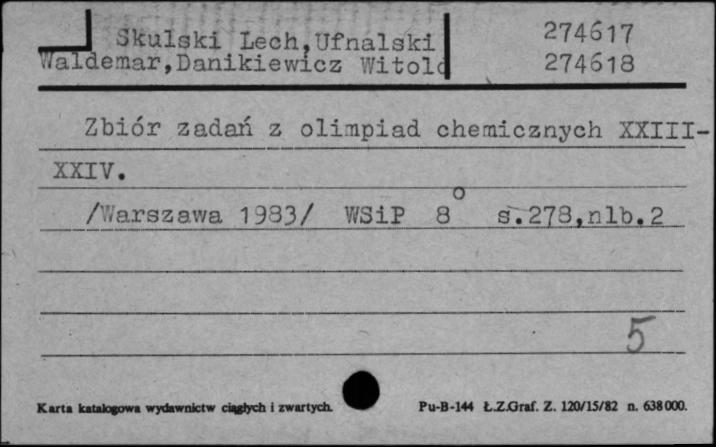 Skulski Lech,Ufnalski 274617
Waldemar,Danikiewicz Witold 274618
Zbiór zadań z olimpiad chemicznych XXIII-
XXIV.
/Warszawa 1983/ WSiP 8° s.278,nlb.2
5
Karta katalogowa wydawnictw ciągłych i zwartych. Pu-B-144 Ł.Z.Graf. Z. 120/15/82 n. 638000.